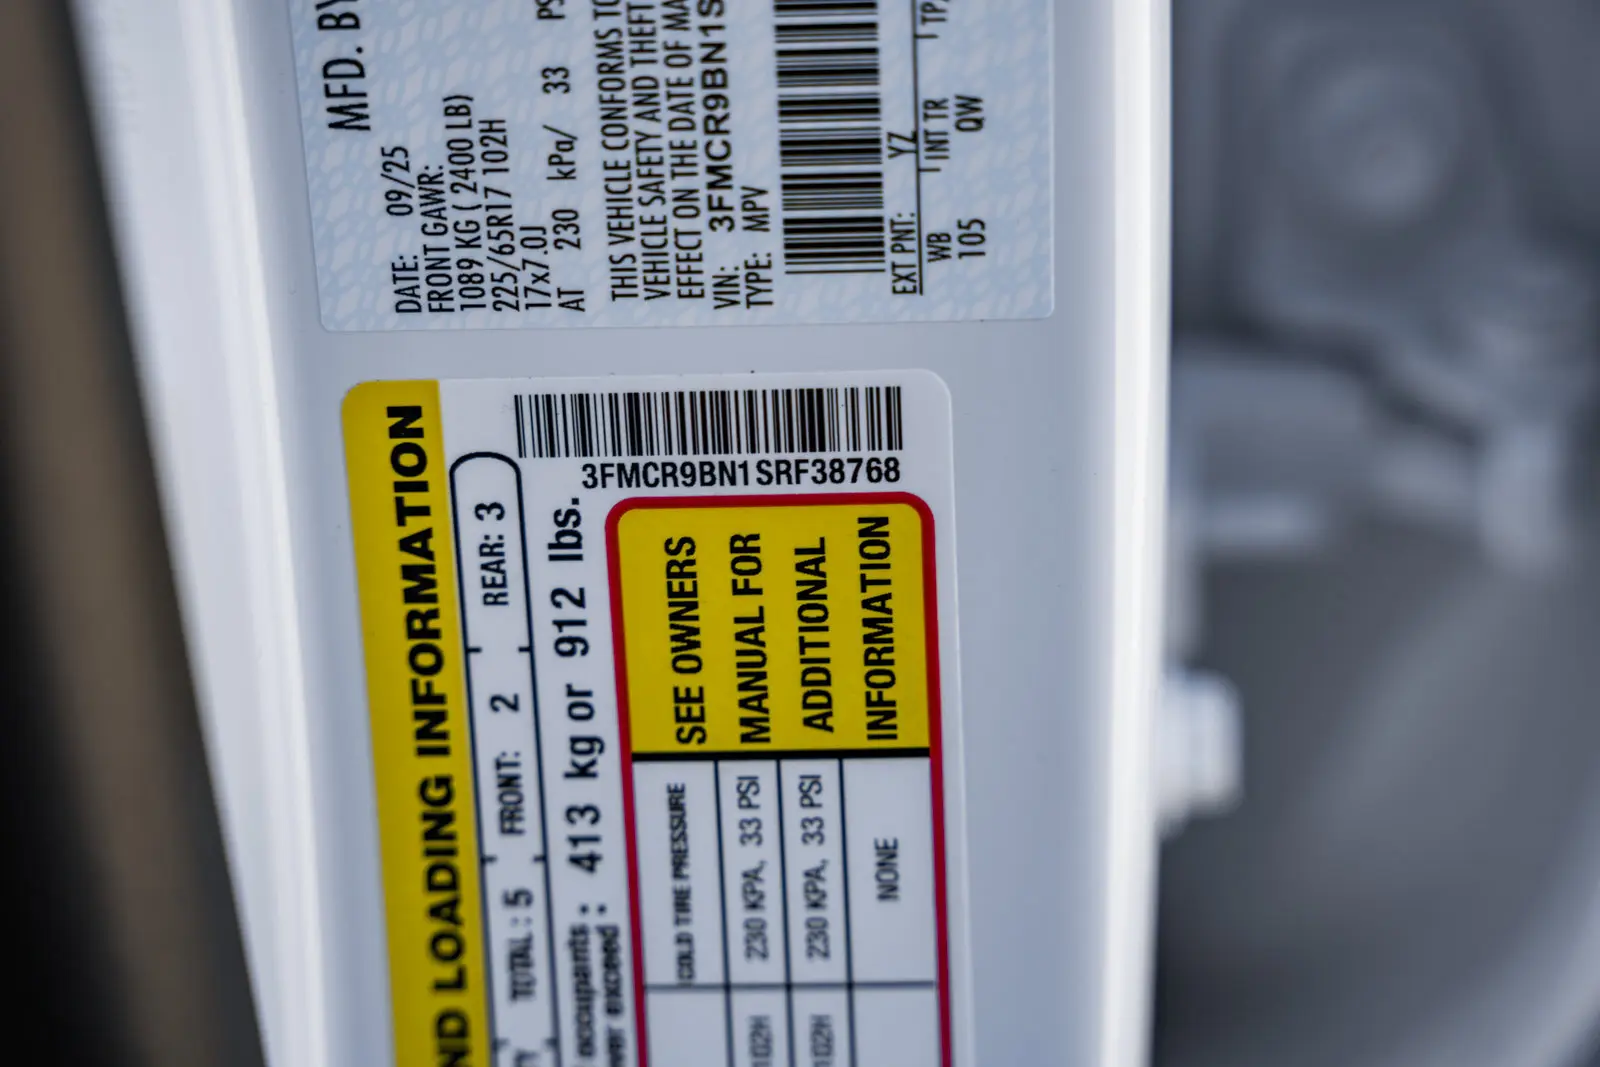 MFD. BY
DATE: 09/25
FRONT GAWR:
1089 KG ( 2400 LB)
225/65R17 102H
17x7.0J
AT 230 kPa/ 33 PS
THIS VEHICLE CONFORMS TO
VEHICLE SAFETY AND THEFT
EFFECT ON THE DATE OF MA
VIN: 3FMCR9BN1S
TYPE: MPV
EXT PNT: YZ
WB INT TR TP/
105 QW
3FMCR9BN1SRF38768
ND LOADING INFORMATION
TOTAL: 5 FRONT: 2 REAR: 3
occupants : 413 kg or 912 lbs.
exceed :
COLD TIRE PRESSURE SEE OWNERS
102H 230 KPA, 33 PSI MANUAL FOR
102H 230 KPA, 33 PSI ADDITIONAL
NONE INFORMATION